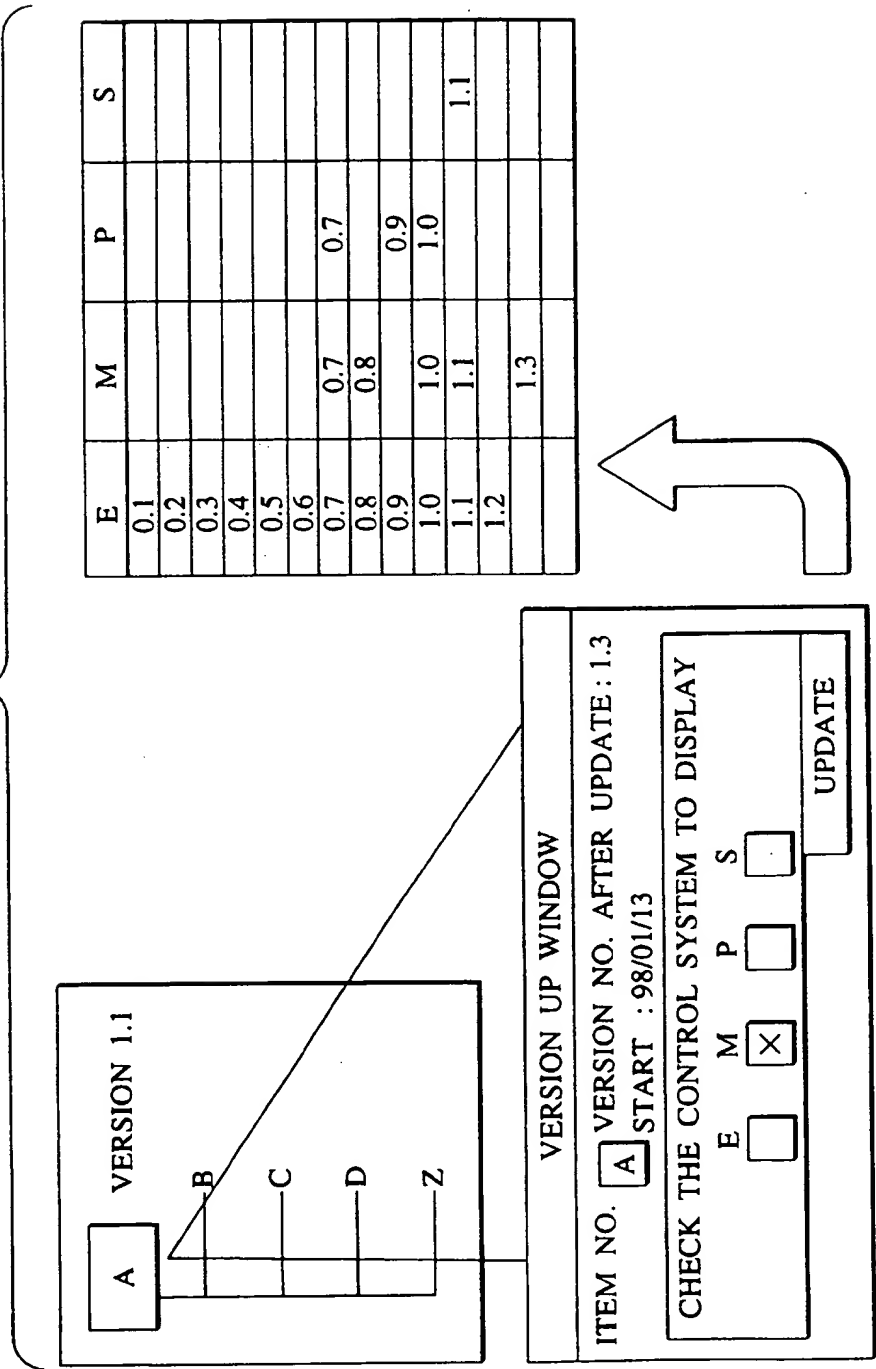 A VERSION 1.1
B
C
D
Z
VERSION UP WINDOW
ITEM NO. A VERSION NO. AFTER UPDATE : 1.3
START : 98/01/13
CHECK THE CONTROL SYSTEM TO DISPLAY
E M P S
X
UPDATE
E M P S
0.1
0.2
0.3
0.4
0.5
0.6
0.7 0.7 0.7
0.8 0.8
0.9 0.9
1.0 1.0 1.0
1.1 1.1 1.1
1.2
1.3